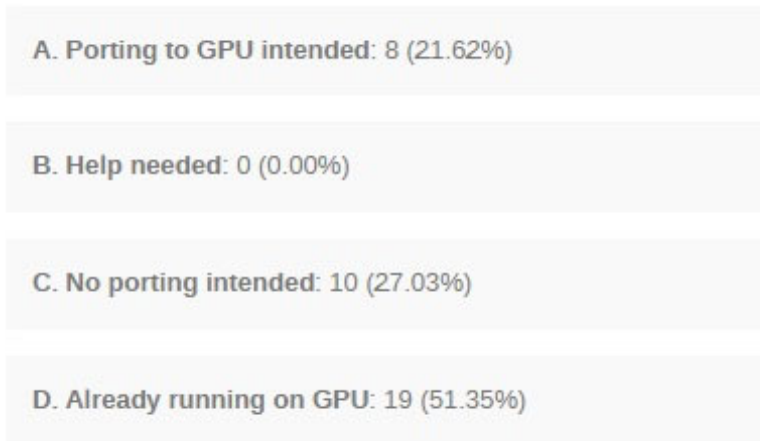 A. Porting to GPU intended: 8 (21.62%)
B. Help needed: 0 (0.00%)
C. No porting intended: 10 (27.03%)
D. Already running on GPU: 19 (51.35%)